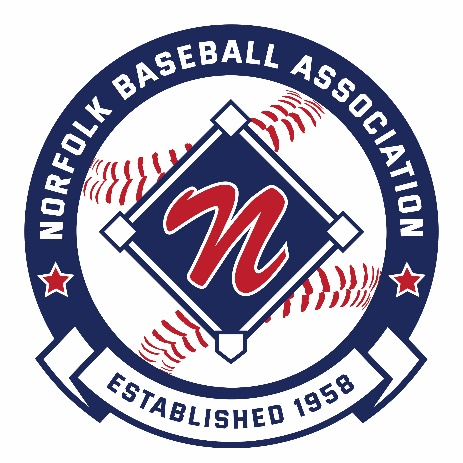 NORFOLK BASEBALL ASSOCIATION
n
ESTABLISHED 1958